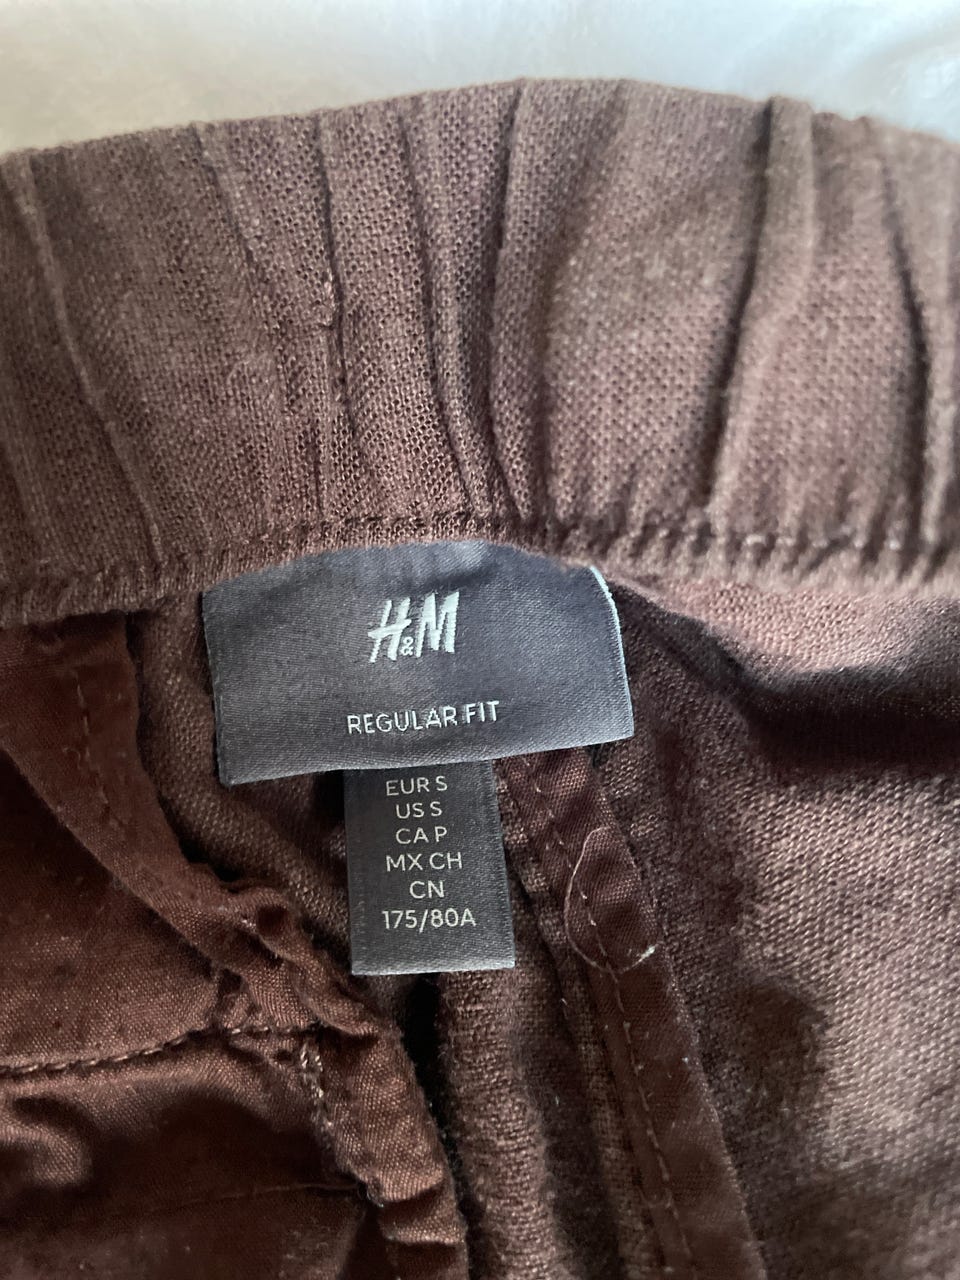 H&M
REGULAR FIT
EUR S
US S
CA P
MX CH
CN
175/80A